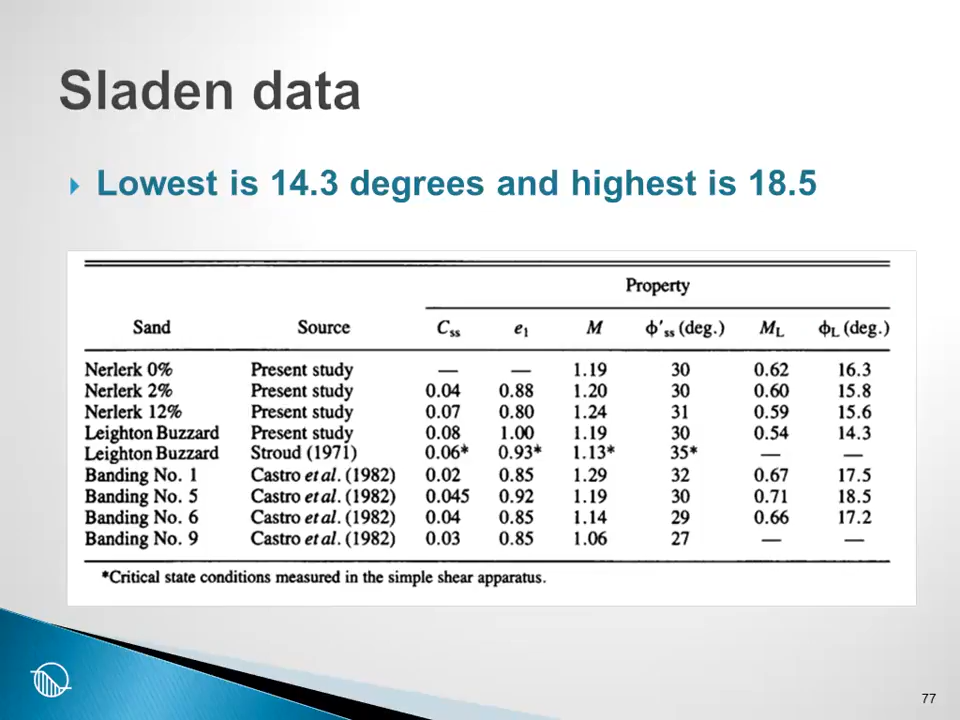 Sladen data
Lowest is 14.3 degrees and highest is 18.5
Property
Sand Source Css e1 M ϕ'ss (deg.) ML ϕL (deg.)
Nerlerk 0% Present study — — 1.19 30 0.62 16.3
Nerlerk 2% Present study 0.04 0.88 1.20 30 0.60 15.8
Nerlerk 12% Present study 0.07 0.80 1.24 31 0.59 15.6
Leighton Buzzard Present study 0.08 1.00 1.19 30 0.54 14.3
Leighton Buzzard Stroud (1971) 0.06* 0.93* 1.13* 35* — —
Banding No. 1 Castro et al. (1982) 0.02 0.85 1.29 32 0.67 17.5
Banding No. 5 Castro et al. (1982) 0.045 0.92 1.19 30 0.71 18.5
Banding No. 6 Castro et al. (1982) 0.04 0.85 1.14 29 0.66 17.2
Banding No. 9 Castro et al. (1982) 0.03 0.85 1.06 27 — —
*Critical state conditions measured in the simple shear apparatus.
77